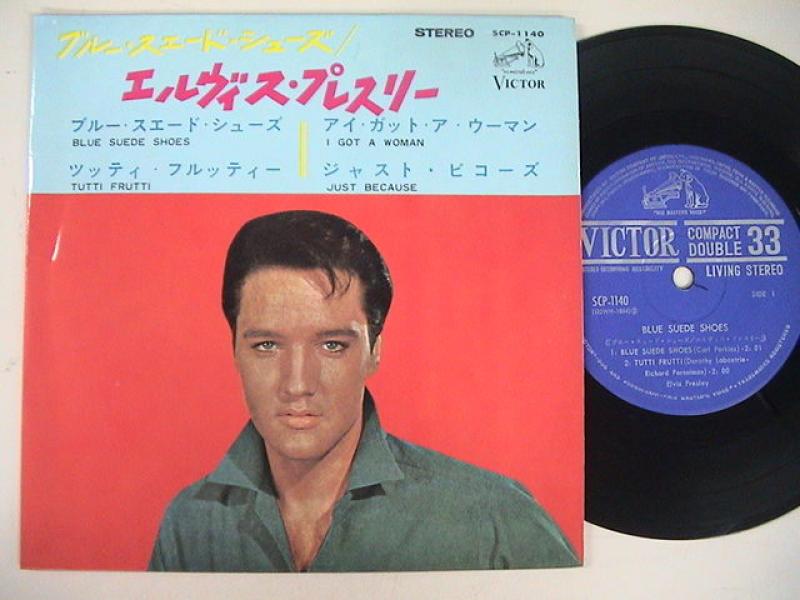 ブルー・スエード・シューズ/
STEREO SCP-1140
エルヴィス・プレスリー
"HIS MASTER'S VOICE"
VICTOR
ブルー・スエード・シューズ
BLUE SUEDE SHOES
アイ・ガット・ア・ウーマン
I GOT A WOMAN
ツッティ・フルッティー
TUTTI FRUTTI
ジャスト・ビコーズ
JUST BECAUSE
"HIS MASTER'S VOICE"
VICTOR COMPACT DOUBLE 33
LIVING STEREO
SCP-1140
SIDE 1
BLUE SUEDE SHOES
1. BLUE SUEDE SHOES (Carl Perkins)-2:01
2. TUTTI FRUTTI (Dorothy Labostrie-
Richard Penniman)-2:00
Elvis Presley